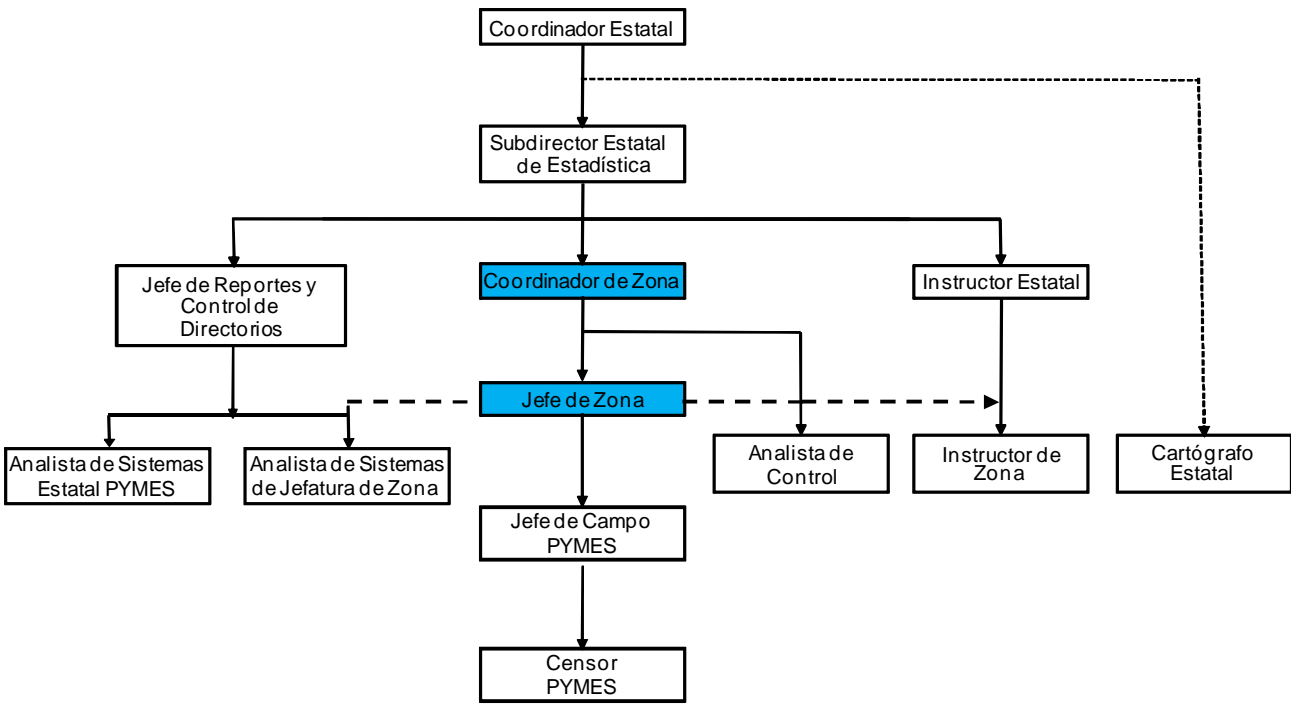 Coordinador Estatal
Subdirector Estatal
de Estadística
Jefe de Reportes y
Control de
Directorios
Coordinador de Zona
Instructor Estatal
Jefe de Zona
Analista de Sistemas
Estatal PYMES
Analista de Sistemas
de Jefatura de Zona
Analista de
Control
Instructor de
Zona
Cartógrafo
Estatal
Jefe de Campo
PYMES
Censor
PYMES